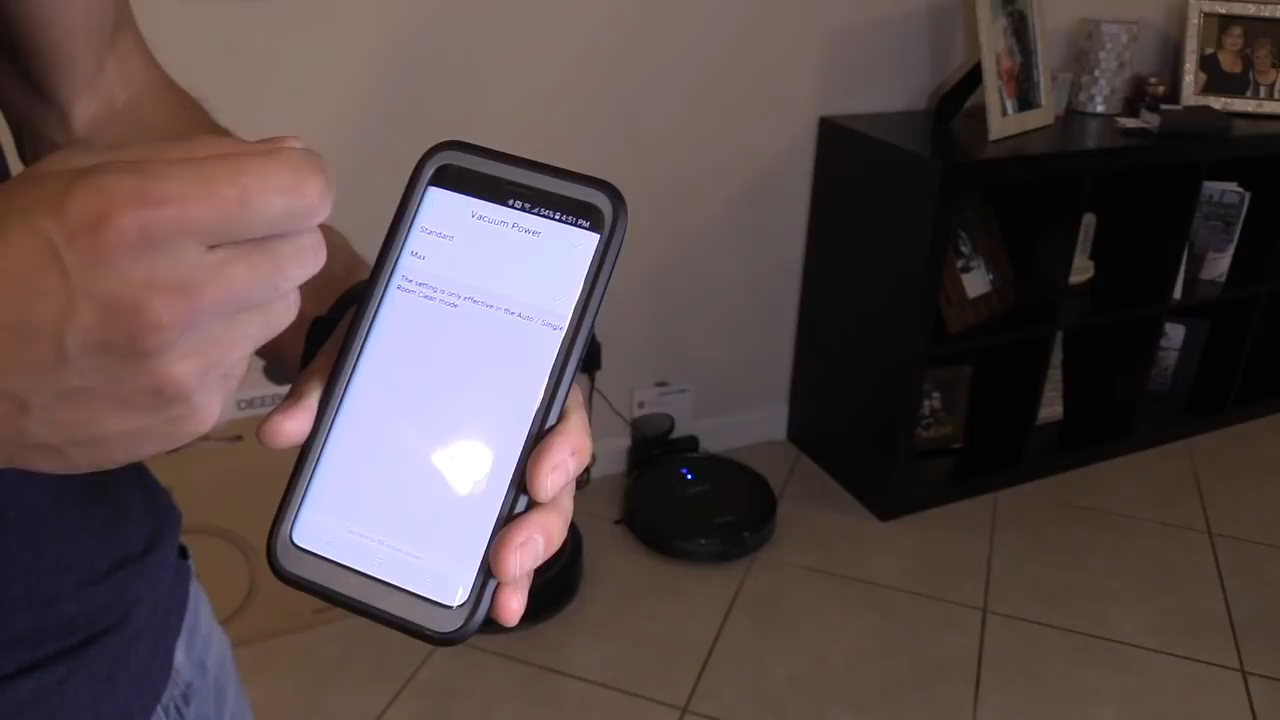 54% 4:51 PM
Vacuum Power
Standard
Max
The setting is only effective in the Auto / Single
Room Clean mode
DEEB